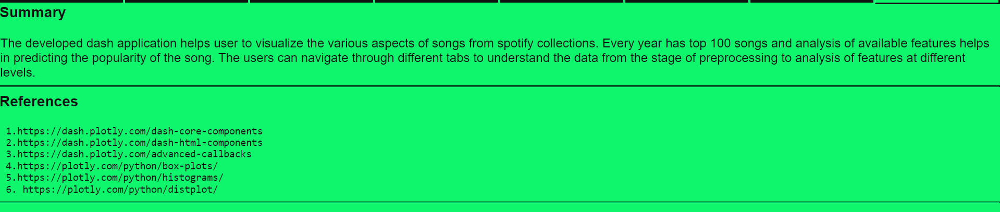 Summary
The developed dash application helps user to visualize the various aspects of songs from spotify collections. Every year has top 100 songs and analysis of available features helps
in predicting the popularity of the song. The users can navigate through different tabs to understand the data from the stage of preprocessing to analysis of features at different
levels.
References
1.https://dash.plotly.com/dash-core-components
2.https://dash.plotly.com/dash-html-components
3.https://dash.plotly.com/advanced-callbacks
4.https://plotly.com/python/box-plots/
5.https://plotly.com/python/histograms/
6. https://plotly.com/python/distplot/